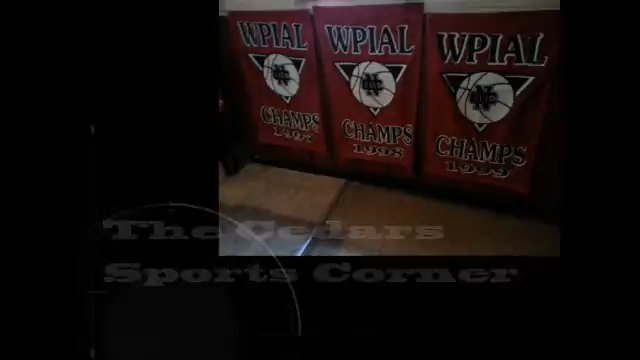 WPIAL
CHAMPS
1997
WPIAL
CHAMPS
1998
WPIAL
CHAMPS
1999
The Cedars
Sports Corner